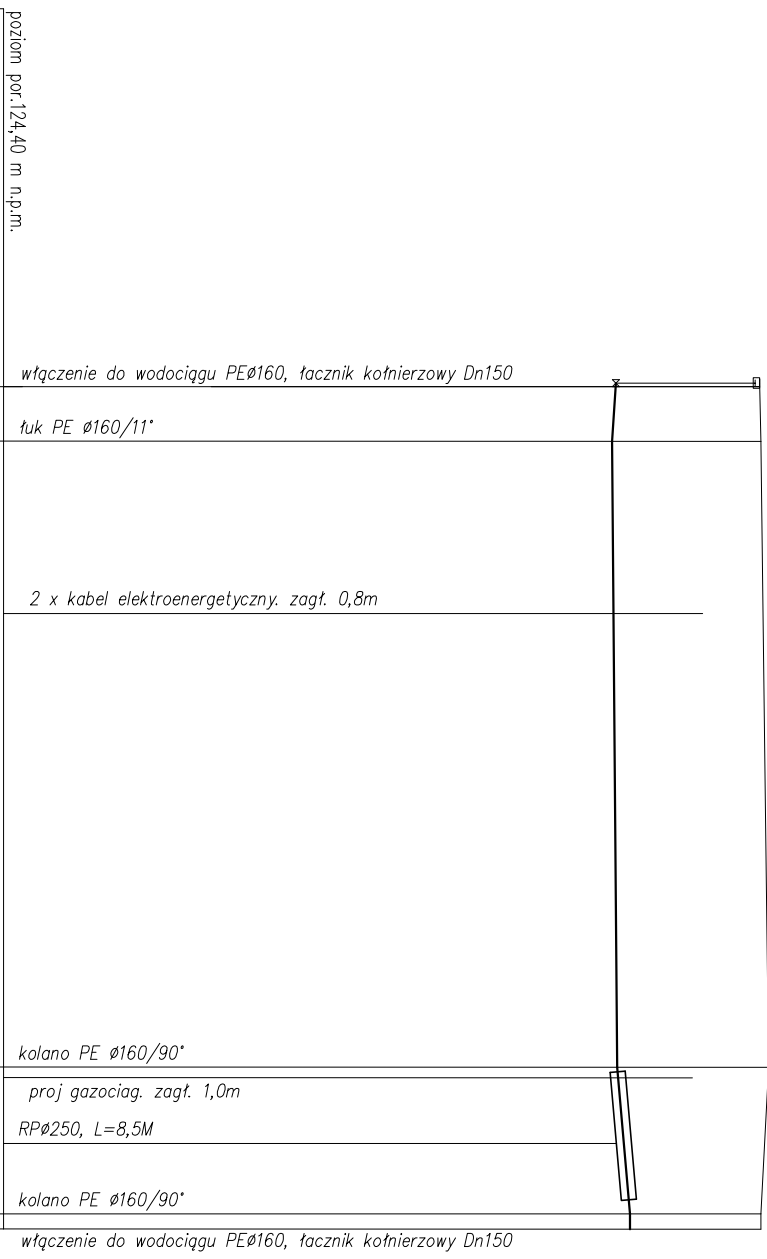 poziom por.124,40 m n.p.m.
włączenie do wodociągu PEø160, łacznik kołnierzowy Dn150
łuk PE ø160/11°
2 x kabel elektroenergetyczny. zagł. 0,8m
kolano PE ø160/90°
proj gazociag. zagł. 1,0m
RPø250, L=8,5M
kolano PE ø160/90°
włączenie do wodociągu PEø160, łacznik kołnierzowy Dn150